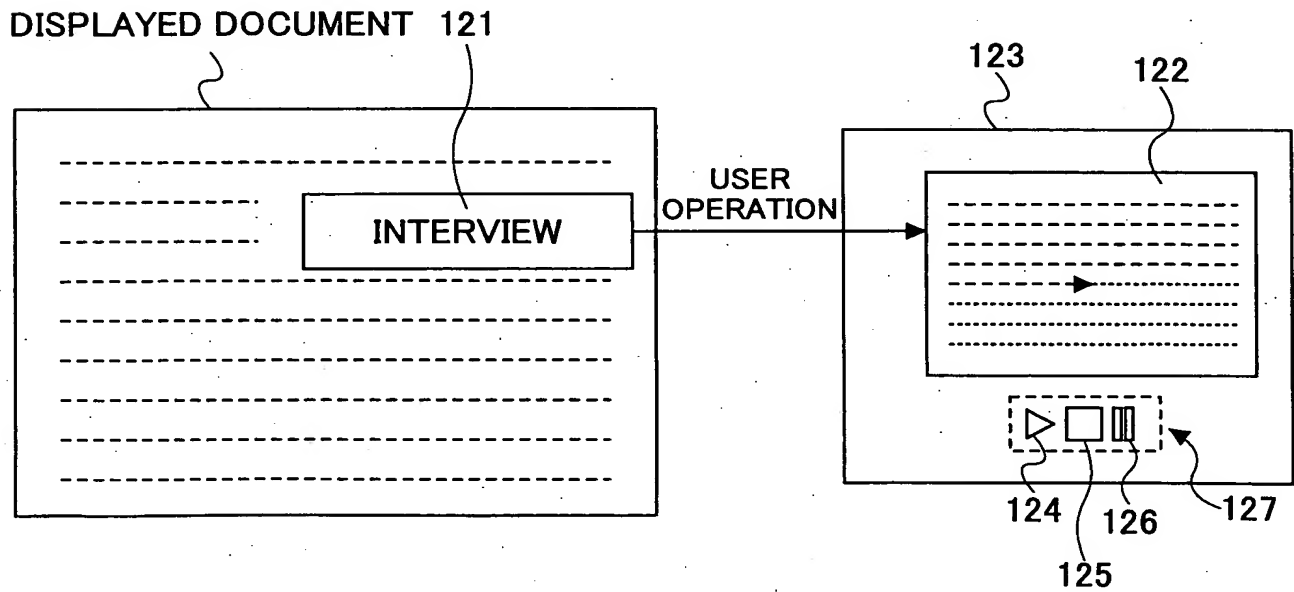 DISPLAYED DOCUMENT 121
123
122
USER
OPERATION
INTERVIEW
124
126
127
125